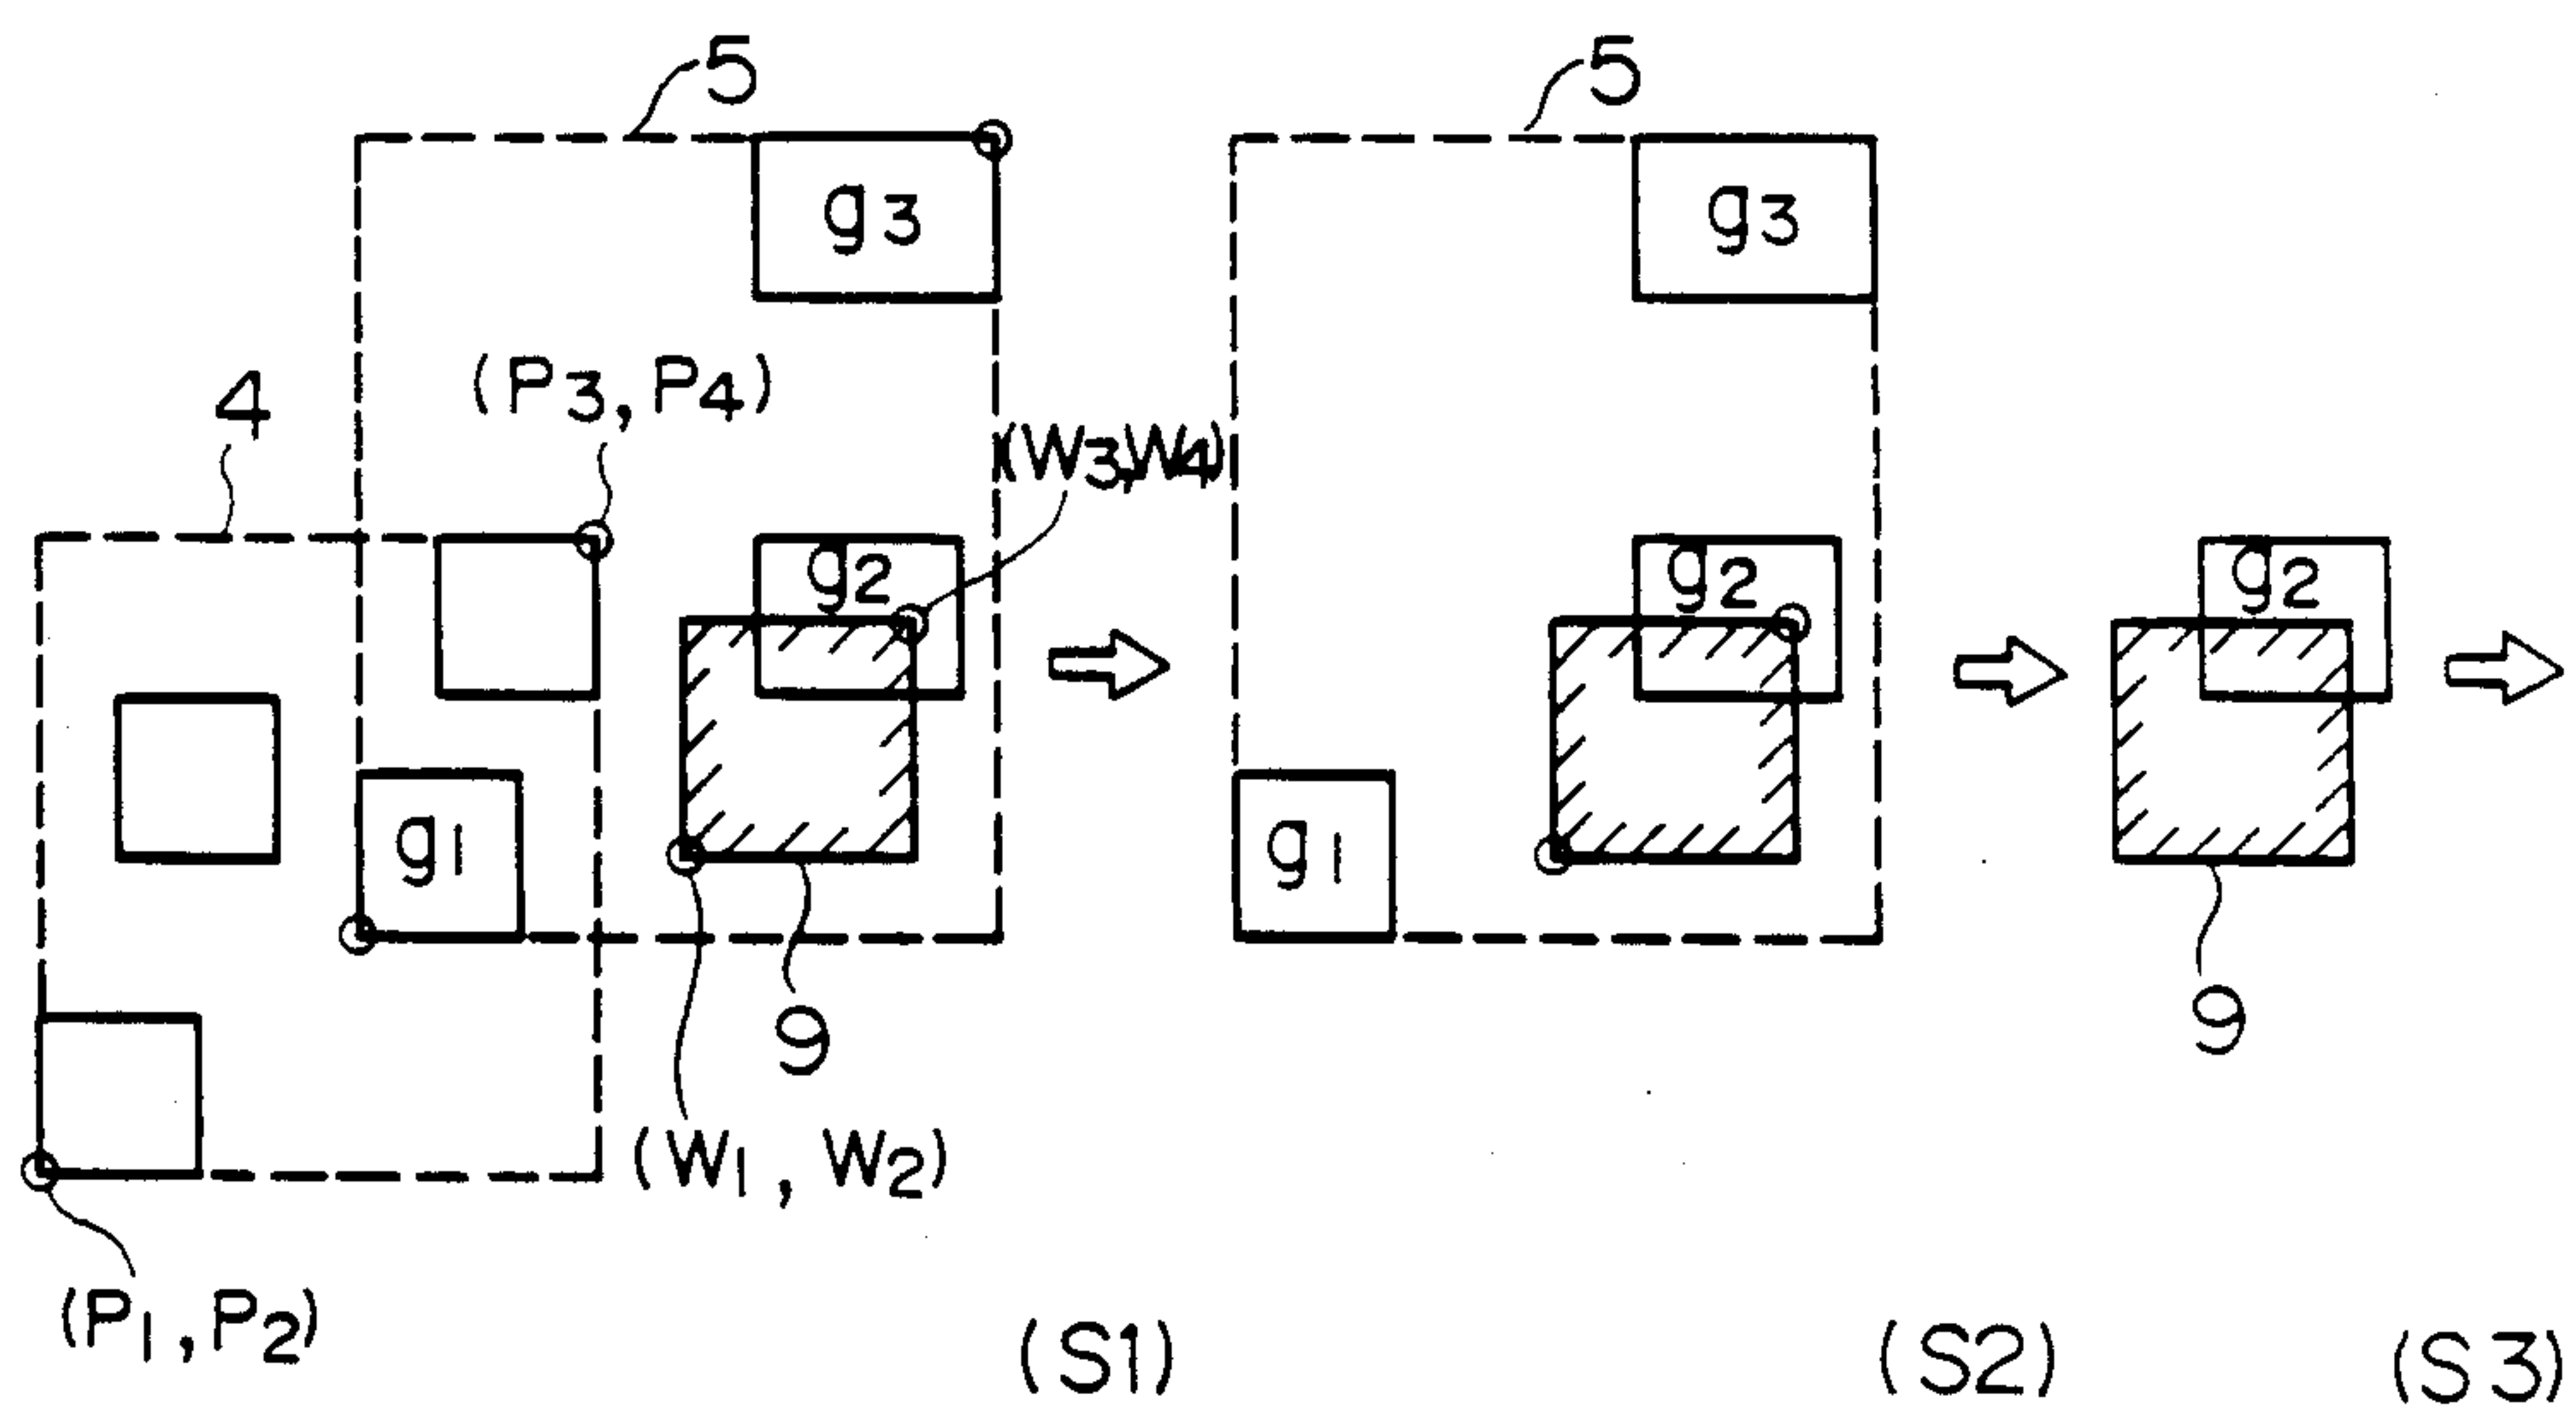 5 5
g3 g3
(P3, P4)
4
(W3, W4)
g2 g2 g2
g1 g1
9 9
(W1, W2)
(P1, P2)
(S1) (S2) (S3)